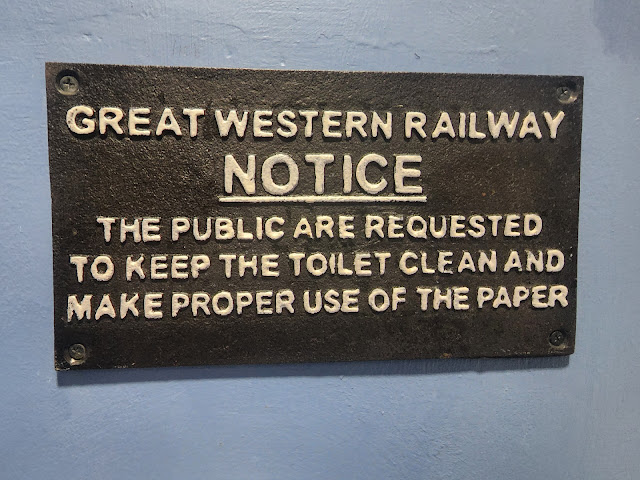 GREAT WESTERN RAILWAY
NOTICE
THE PUBLIC ARE REQUESTED
TO KEEP THE TOILET CLEAN AND
MAKE PROPER USE OF THE PAPER